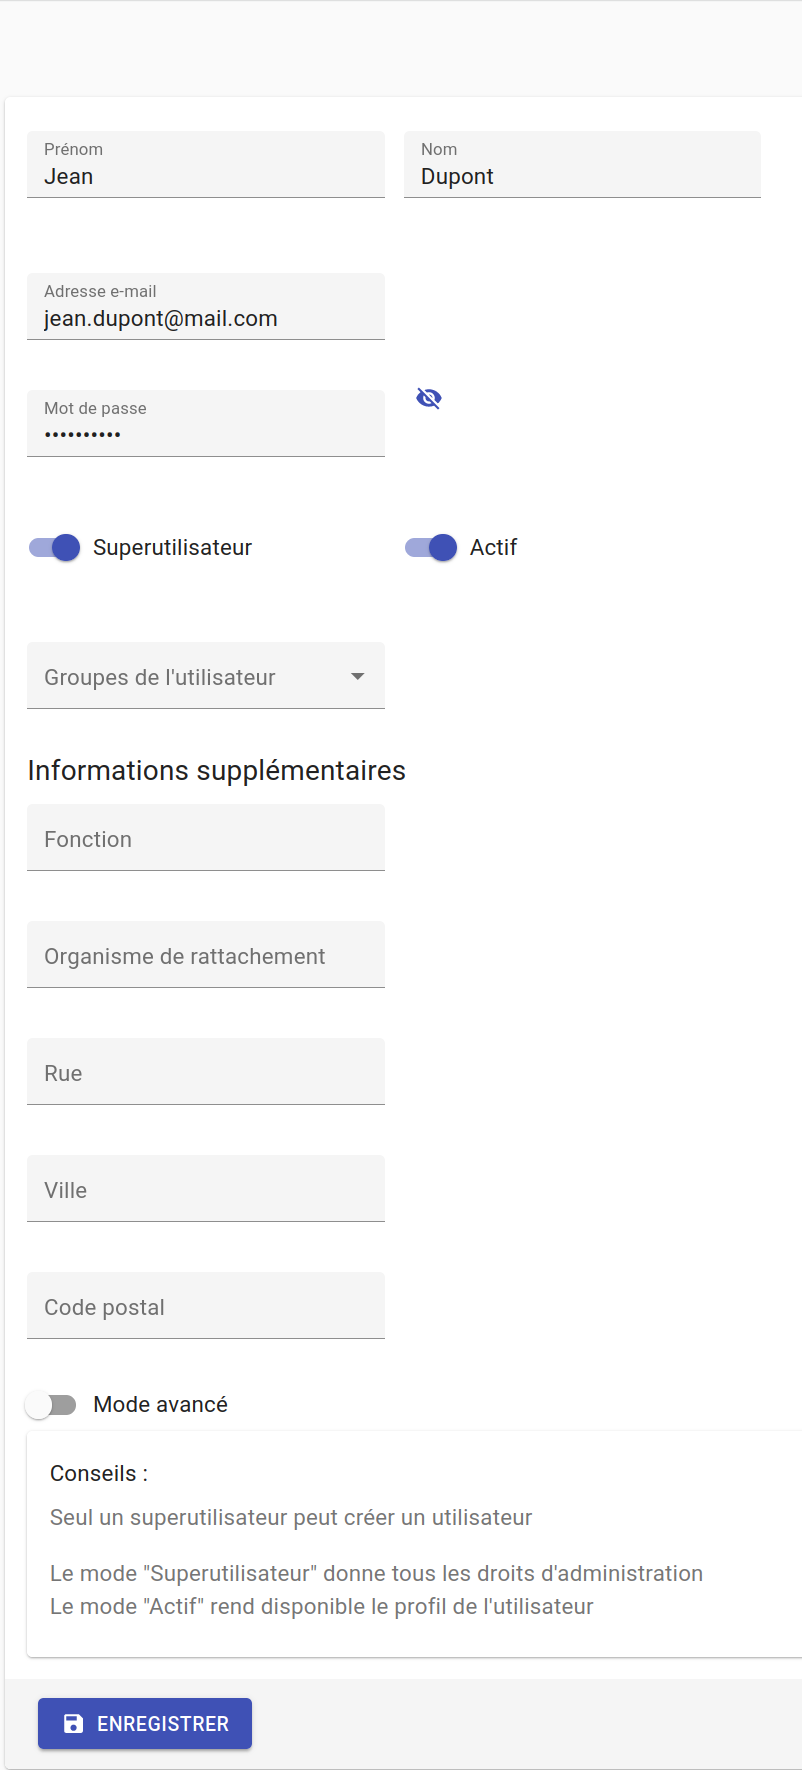 Prénom
Jean
Nom
Dupont
Adresse e-mail
jean.dupont@mail.com
Mot de passe
••••••••••
Superutilisateur
Actif
Groupes de l'utilisateur
Informations supplémentaires
Fonction
Organisme de rattachement
Rue
Ville
Code postal
Mode avancé
Conseils :
Seul un superutilisateur peut créer un utilisateur
Le mode "Superutilisateur" donne tous les droits d'administration
Le mode "Actif" rend disponible le profil de l'utilisateur
ENREGISTRER